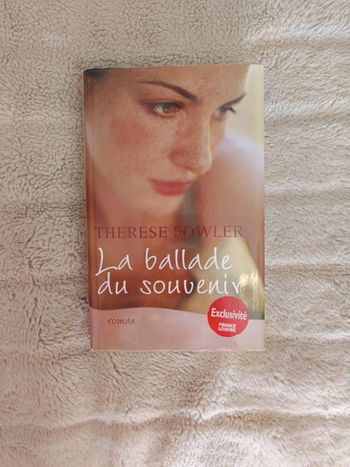 THERESE FOWLER
La ballade
du souvenir
Exclusivité
FRANCE
LOISIRS
roman